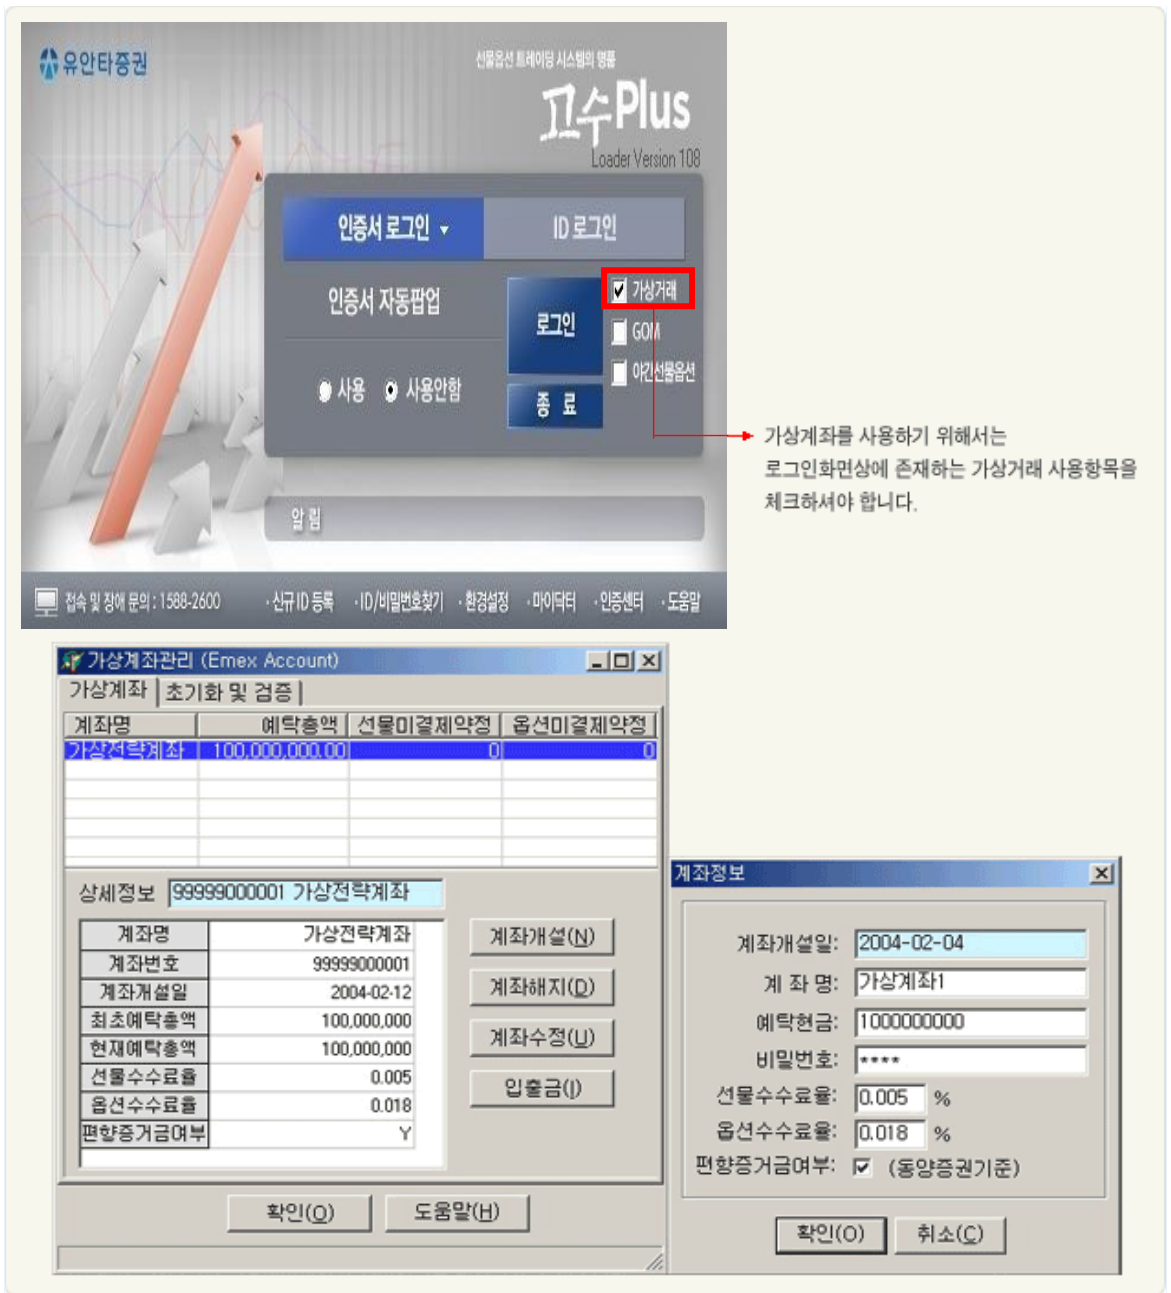 유안타증권
선물옵션 트레이딩 시스템의 명품
고수Plus
Loader Version 108
인증서 로그인 ▼
ID 로그인
인증서 자동팝업
사용
사용안함
로그인
종 료
가상거래
GOM
야간선물옵션
가상계좌를 사용하기 위해서는
로그인화면상에 존재하는 가상거래 사용항목을
체크하셔야 합니다.
알 림
접속 및 장애 문의 : 1588-2600
· 신규 ID 등록 · ID/비밀번호찾기 · 환경설정 · 마이닥터 · 인증센터 · 도움말
가상계좌관리 (Emex Account)
가상계좌 초기화 및 검증
계좌명 예탁총액 선물미결제약정 옵션미결제약정
가상전략계좌 100,000,000.00 0 0
상세정보 99999000001 가상전략계좌
계좌명 가상전략계좌
계좌번호 99999000001
계좌개설일 2004-02-12
최초예탁총액 100,000,000
현재예탁총액 100,000,000
선물수수료율 0.005
옵션수수료율 0.018
편향증거금여부 Y
계좌개설(N)
계좌해지(D)
계좌수정(U)
입출금(I)
확인(O) 도움말(H)
계좌정보
계좌개설일: 2004-02-04
계 좌 명: 가상계좌1
예탁현금: 1000000000
비밀번호: ****
선물수수료율: 0.005 %
옵션수수료율: 0.018 %
편향증거금여부: (동양증권기준)
확인(O) 취소(C)